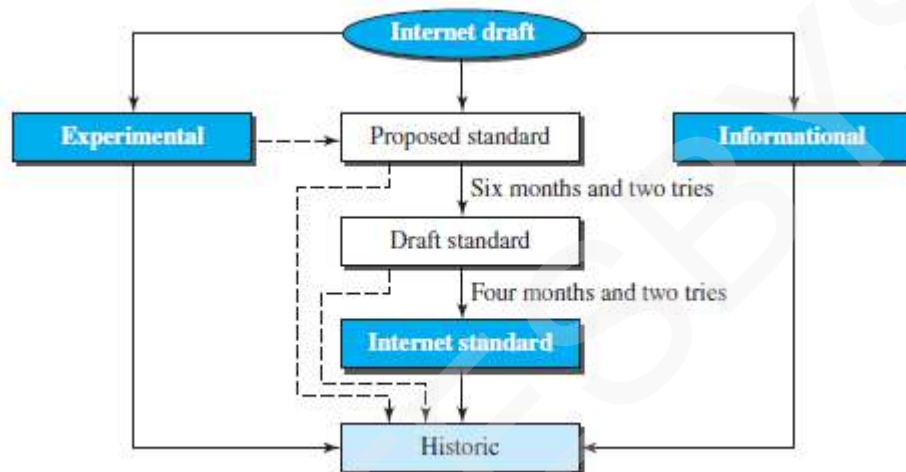 Internet draft
Experimental
Proposed standard
Informational
Six months and two tries
Draft standard
Four months and two tries
Internet standard
Historic